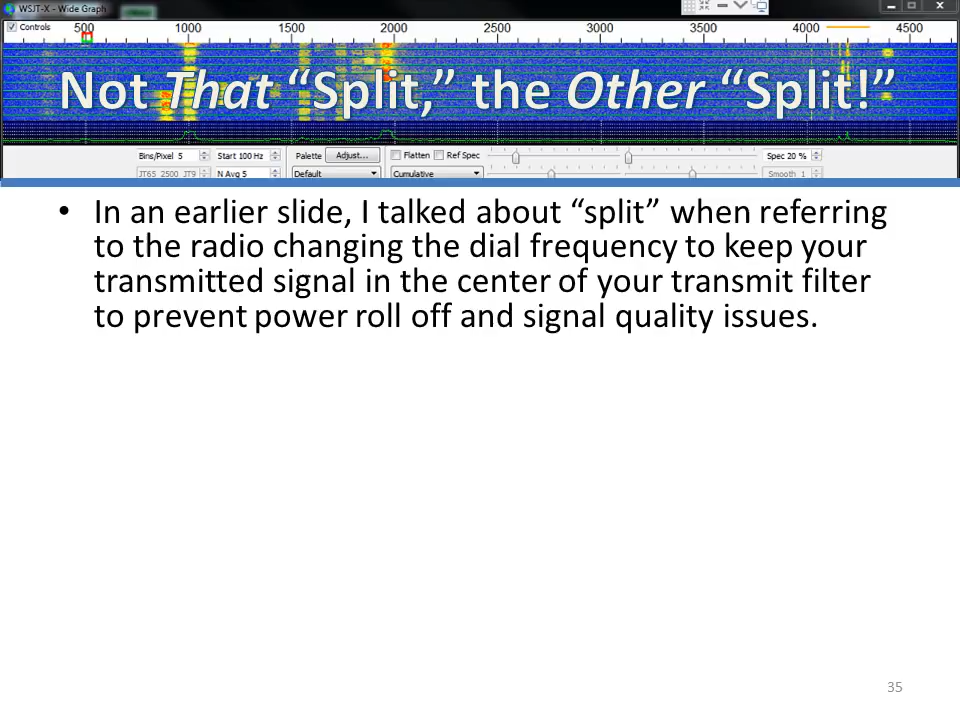 WSJT-X - Wide Graph
Controls 500 1000 1500 2000 2500 3000 3500 4000 4500
Not That “Split,” the Other “Split!”
Bins/Pixel 5 Start 100 Hz Palette Adjust... Flatten Ref Spec Spec 20 %
JT65 2500 JT9 N Avg 5 Default Cumulative Smooth 1
• In an earlier slide, I talked about “split” when referring
to the radio changing the dial frequency to keep your
transmitted signal in the center of your transmit filter
to prevent power roll off and signal quality issues.
35